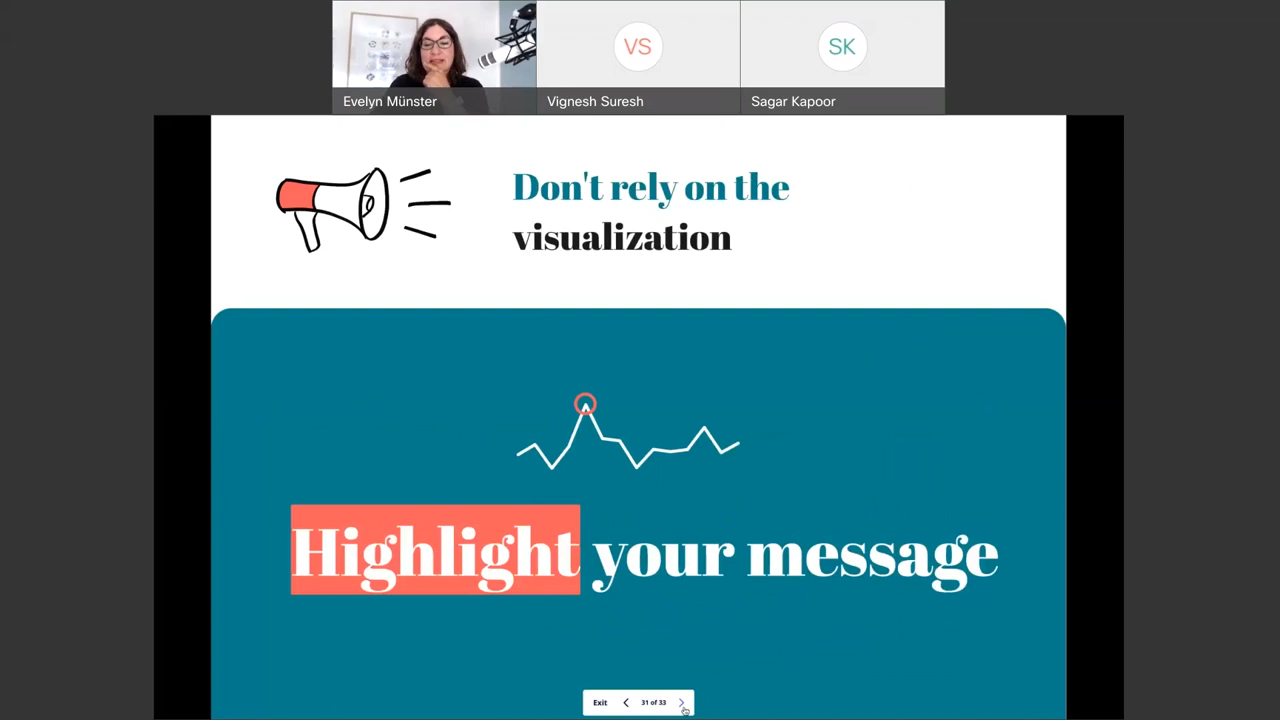 VS
SK
Evelyn Münster
Vignesh Suresh
Sagar Kapoor
Don't rely on the
visualization
Highlight your message
Exit 31 of 33